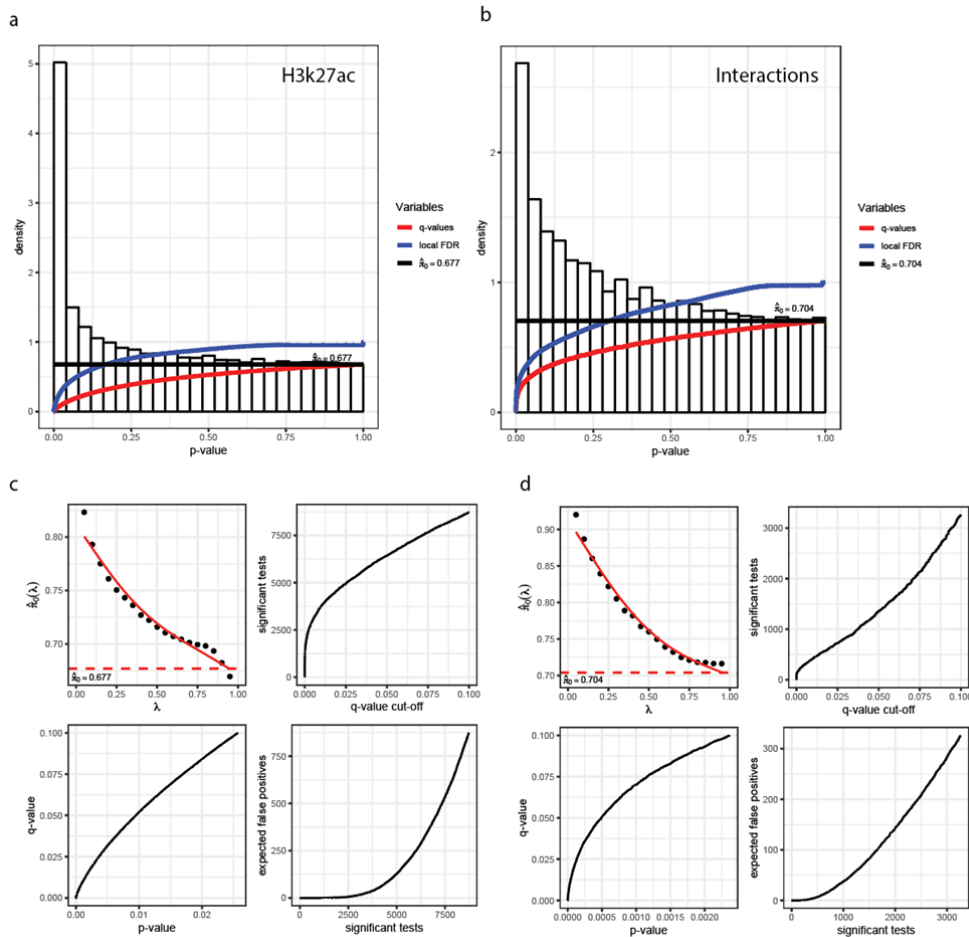 a
H3k27ac
5
4
3
2
1
0
density
0.00
0.25
0.50
0.75
1.00
p-value
π̂₀ = 0.677
Variables
q-values
local FDR
π̂₀ = 0.677
b
Interactions
2
1
0
density
0.00
0.25
0.50
0.75
1.00
p-value
π̂₀ = 0.704
Variables
q-values
local FDR
π̂₀ = 0.704
c
0.80
0.75
0.70
π̂₀(λ)
π̂₀ = 0.677
0.00
0.25
0.50
0.75
1.00
λ
7500
5000
2500
0
significant tests
0.000
0.025
0.050
0.075
0.100
q-value cut-off
0.100
0.075
0.050
0.025
0.000
q-value
0.00
0.01
0.02
p-value
750
500
250
0
expected false positives
0
2500
5000
7500
significant tests
d
0.90
0.85
0.80
0.75
0.70
π̂₀(λ)
π̂₀ = 0.704
0.00
0.25
0.50
0.75
1.00
λ
3000
2000
1000
0
significant tests
0.000
0.025
0.050
0.075
0.100
q-value cut-off
0.100
0.075
0.050
0.025
0.000
q-value
0.0000
0.0005
0.0010
0.0015
0.0020
p-value
300
200
100
0
expected false positives
0
1000
2000
3000
significant tests